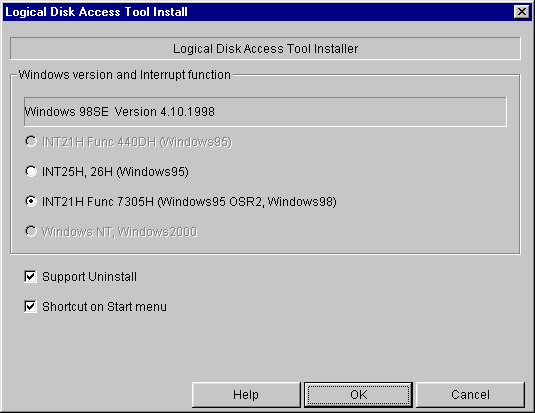 Logical Disk Access Tool Install
Logical Disk Access Tool Installer
Windows version and Interrupt function
Windows 98SE  Version 4.10.1998
INT21H Func 440DH (Windows95)
INT25H, 26H (Windows95)
INT21H Func 7305H (Windows95 OSR2, Windows98)
Windows NT, Windows2000
Support Uninstall
Shortcut on Start menu
Help OK Cancel